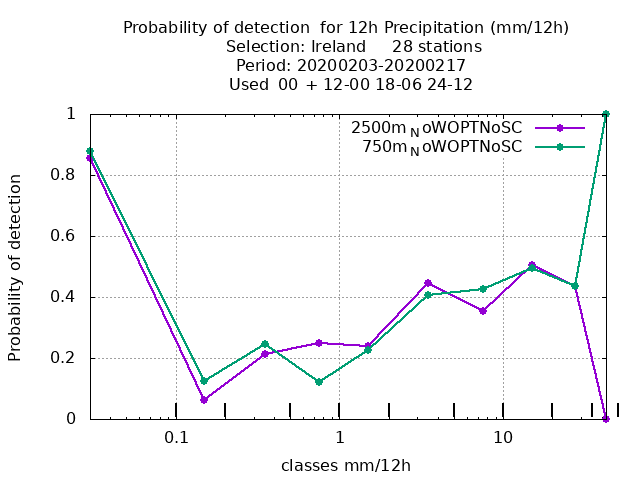 Probability of detection  for 12h Precipitation (mm/12h)
Selection: Ireland     28 stations
Period: 20200203-20200217
Used  00  + 12-00 18-06 24-12
2500m_NoWOPTNoSC
750m_NoWOPTNoSC
1
0.8
0.6
0.4
0.2
0
Probability of detection
0.1 1 10
classes mm/12h